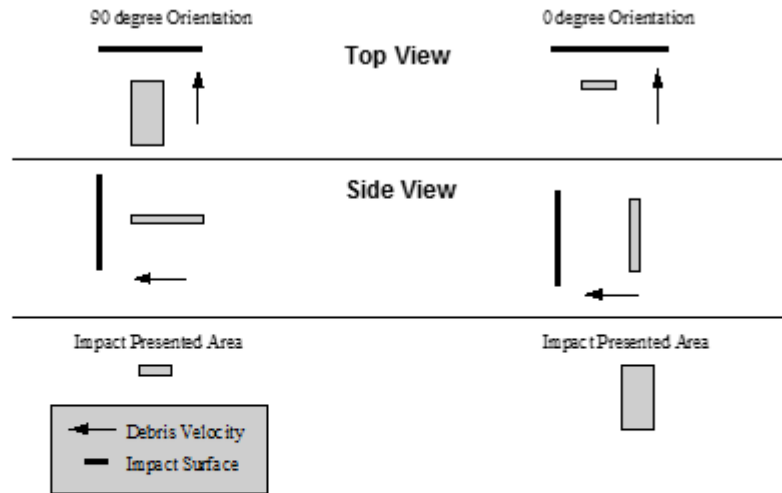 90 degree Orientation
0 degree Orientation
Top View
Side View
Impact Presented Area
Impact Presented Area
Debris Velocity
Impact Surface